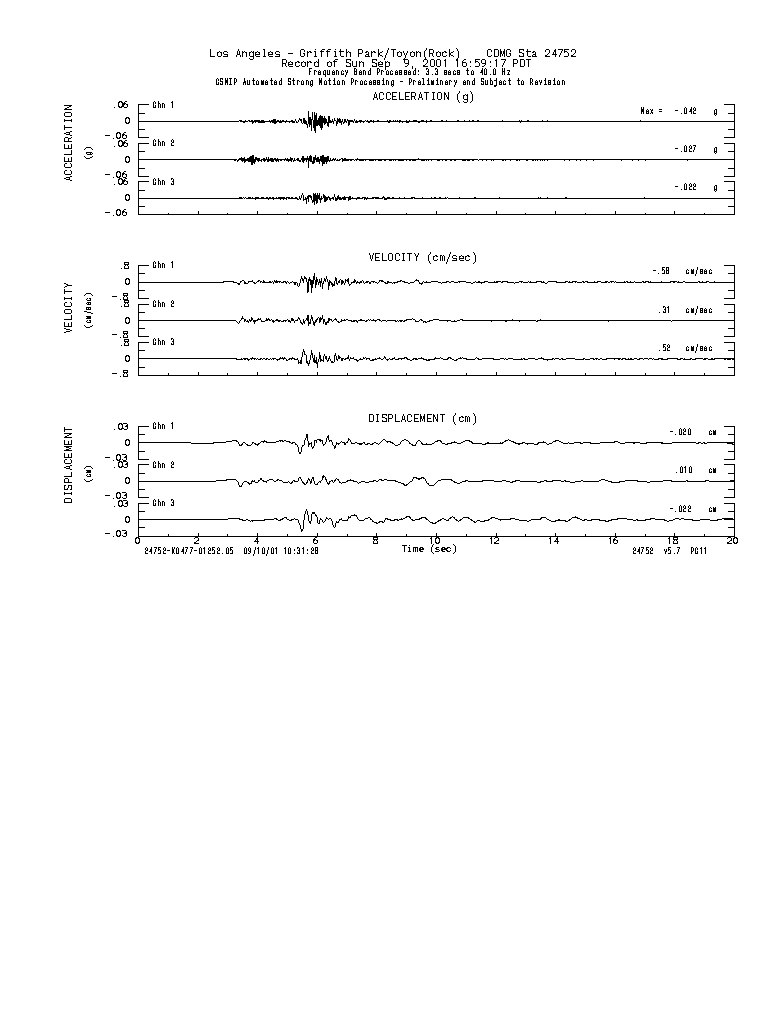 Los Angeles - Griffith Park/Toyon(Rock)    CDMG Sta 24752
Record of Sun Sep  9, 2001 16:59:17 PDT
Frequency Band Processed: 3.3 secs to 40.0 Hz
CSMIP Automated Strong Motion Processing - Preliminary and Subject to Revision
ACCELERATION (g)
ACCELERATION
(g)
.06 Chn 1 Max = -.042 g
0
-.06
.06 Chn 2 -.027 g
0
-.06
.06 Chn 3 -.022 g
0
-.06
VELOCITY (cm/sec)
VELOCITY
(cm/sec)
Chn 1 -.58 cm/sec
0
Chn 2 .31 cm/sec
0
Chn 3 .52 cm/sec
0
DISPLACEMENT (cm)
DISPLACEMENT
(cm)
.03 Chn 1 -.020 cm
0
-.03
.03 Chn 2 .010 cm
0
-.03
.03 Chn 3 -.022 cm
0
-.03
0 2 4 6 8 10 12 14 16 18 20
Time (sec)
24752-K0477-01252.05 09/10/01 10:31:28 24752 v5.7 PC11